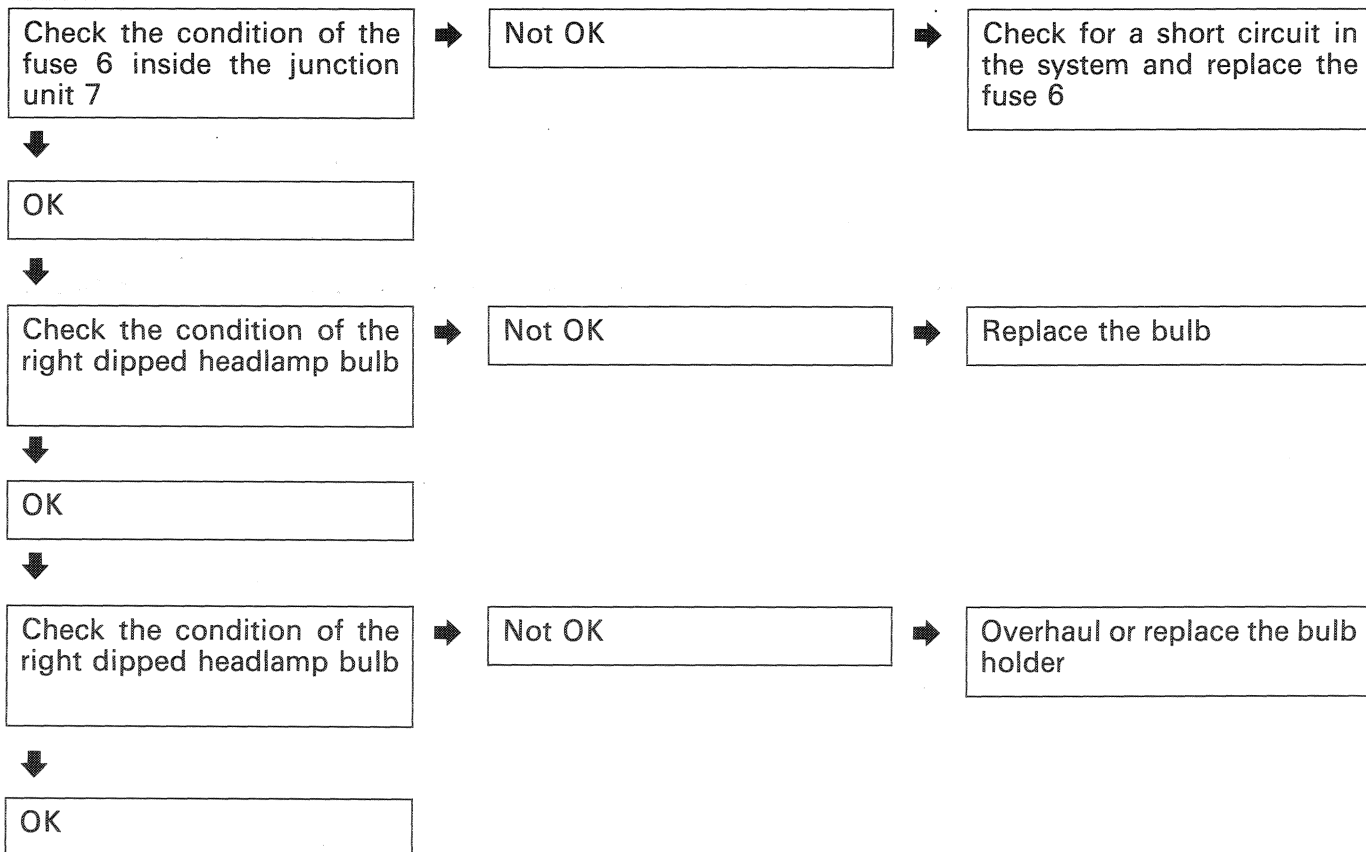 Check the condition of the
fuse 6 inside the junction
unit 7
Not OK
Check for a short circuit in
the system and replace the
fuse 6
OK
Check the condition of the
right dipped headlamp bulb
Not OK
Replace the bulb
OK
Check the condition of the
right dipped headlamp bulb
Not OK
Overhaul or replace the bulb
holder
OK